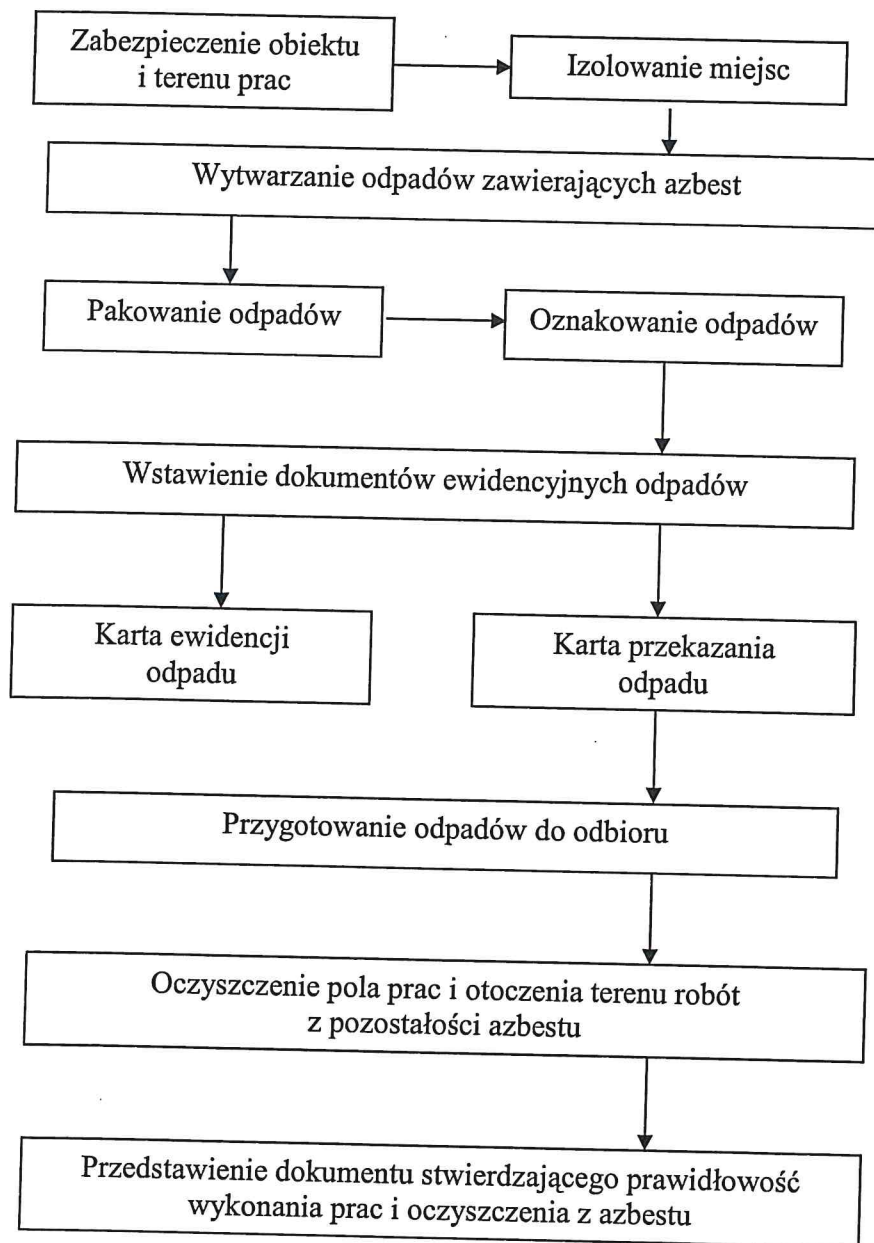 Zabezpieczenie obiektu
i terenu prac
Izolowanie miejsc
Wytwarzanie odpadów zawierających azbest
Pakowanie odpadów
Oznakowanie odpadów
Wstawienie dokumentów ewidencyjnych odpadów
Karta ewidencji
odpadu
Karta przekazania
odpadu
Przygotowanie odpadów do odbioru
Oczyszczenie pola prac i otoczenia terenu robót
z pozostałości azbestu
Przedstawienie dokumentu stwierdzającego prawidłowość
wykonania prac i oczyszczenia z azbestu